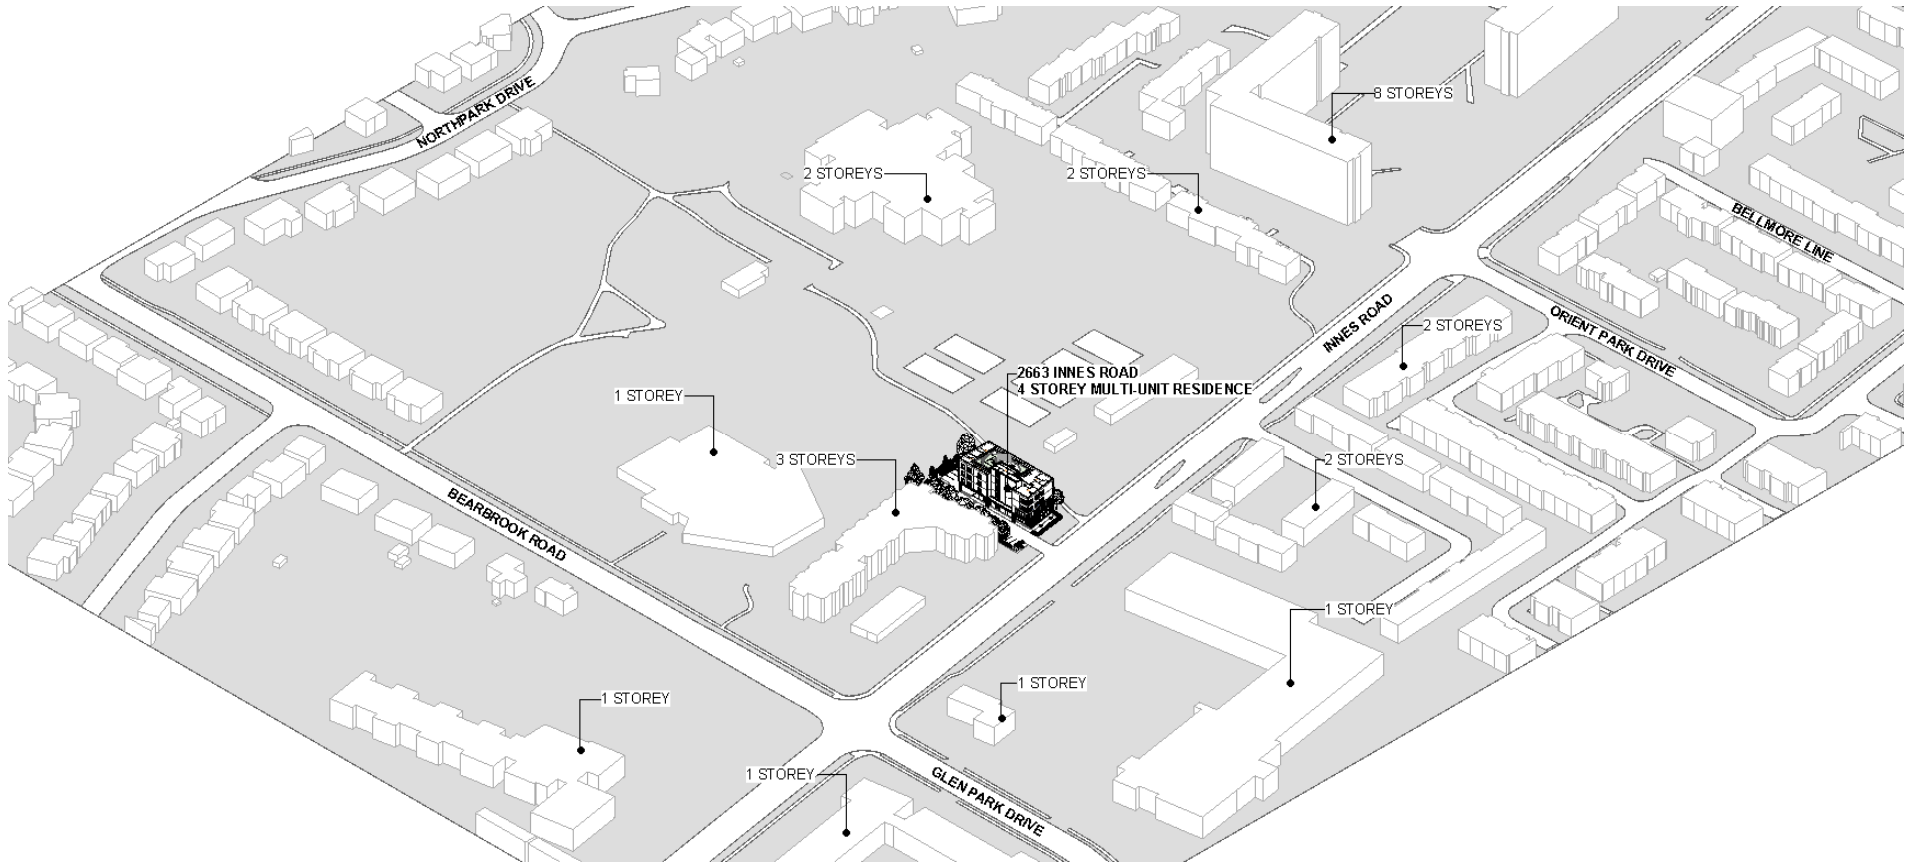 NORTHPARK DRIVE
8 STOREYS
2 STOREYS
2 STOREYS
BELLMORE LINE
INNES ROAD
ORIENT PARK DRIVE
2 STOREYS
2663 INNES ROAD
4 STOREY MULTI-UNIT RESIDENCE
1 STOREY
3 STOREYS
2 STOREYS
BEARBROOK ROAD
1 STOREY
1 STOREY
1 STOREY
1 STOREY
GLEN PARK DRIVE